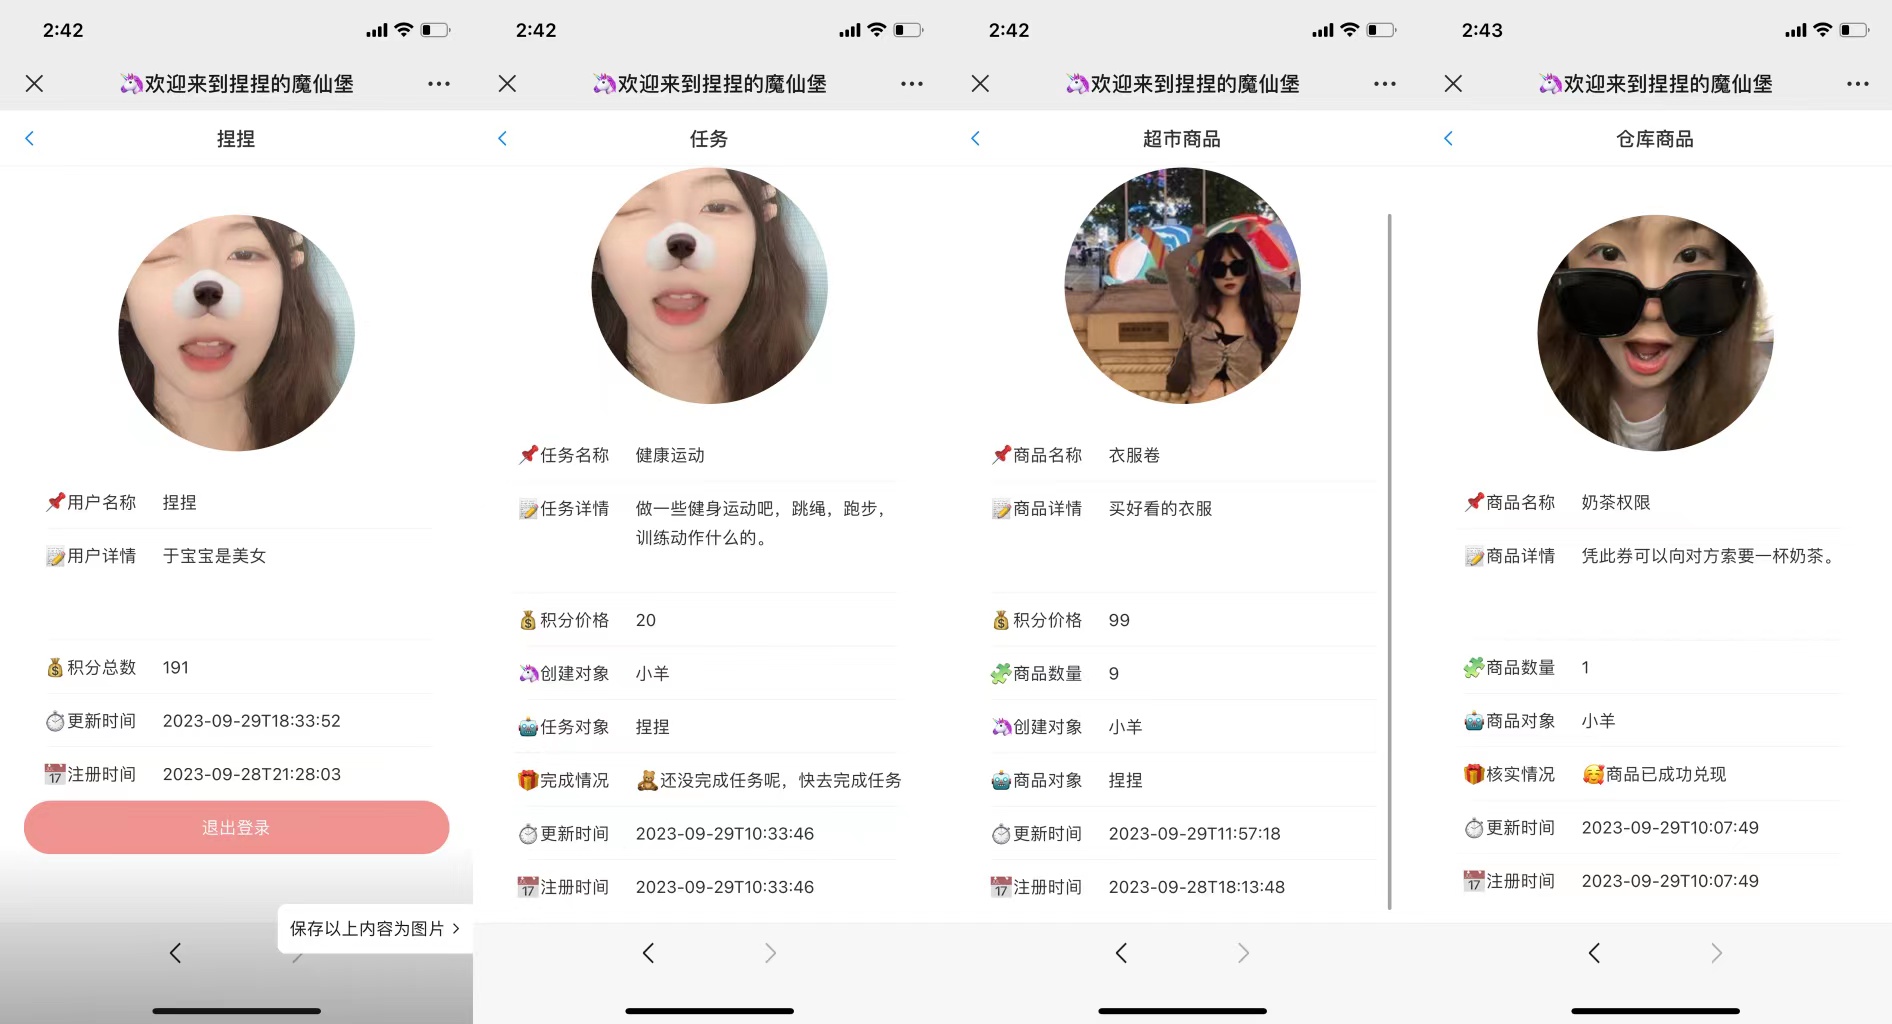 2:42
🦄欢迎来到捏捏的魔仙堡
捏捏
📌用户名称 捏捏
📝用户详情 于宝宝是美女
💰积分总数 191
⏱更新时间 2023-09-29T18:33:52
📅注册时间 2023-09-28T21:28:03
退出登录
保存以上内容为图片 >
2:42
🦄欢迎来到捏捏的魔仙堡
任务
📌任务名称 健康运动
📝任务详情 做一些健身运动吧，跳绳，跑步，
训练动作什么的。
💰积分价格 20
🦄创建对象 小羊
🤖任务对象 捏捏
🎁完成情况 🧸还没完成任务呢，快去完成任务
⏱更新时间 2023-09-29T10:33:46
📅注册时间 2023-09-29T10:33:46
2:42
🦄欢迎来到捏捏的魔仙堡
超市商品
📌商品名称 衣服卷
📝商品详情 买好看的衣服
💰积分价格 99
🧩商品数量 9
🦄创建对象 小羊
🤖商品对象 捏捏
⏱更新时间 2023-09-29T11:57:18
📅注册时间 2023-09-28T18:13:48
2:43
🦄欢迎来到捏捏的魔仙堡
仓库商品
📌商品名称 奶茶权限
📝商品详情 凭此券可以向对方索要一杯奶茶。
🧩商品数量 1
🤖商品对象 小羊
🎁核实情况 🥰商品已成功兑现
⏱更新时间 2023-09-29T10:07:49
📅注册时间 2023-09-29T10:07:49